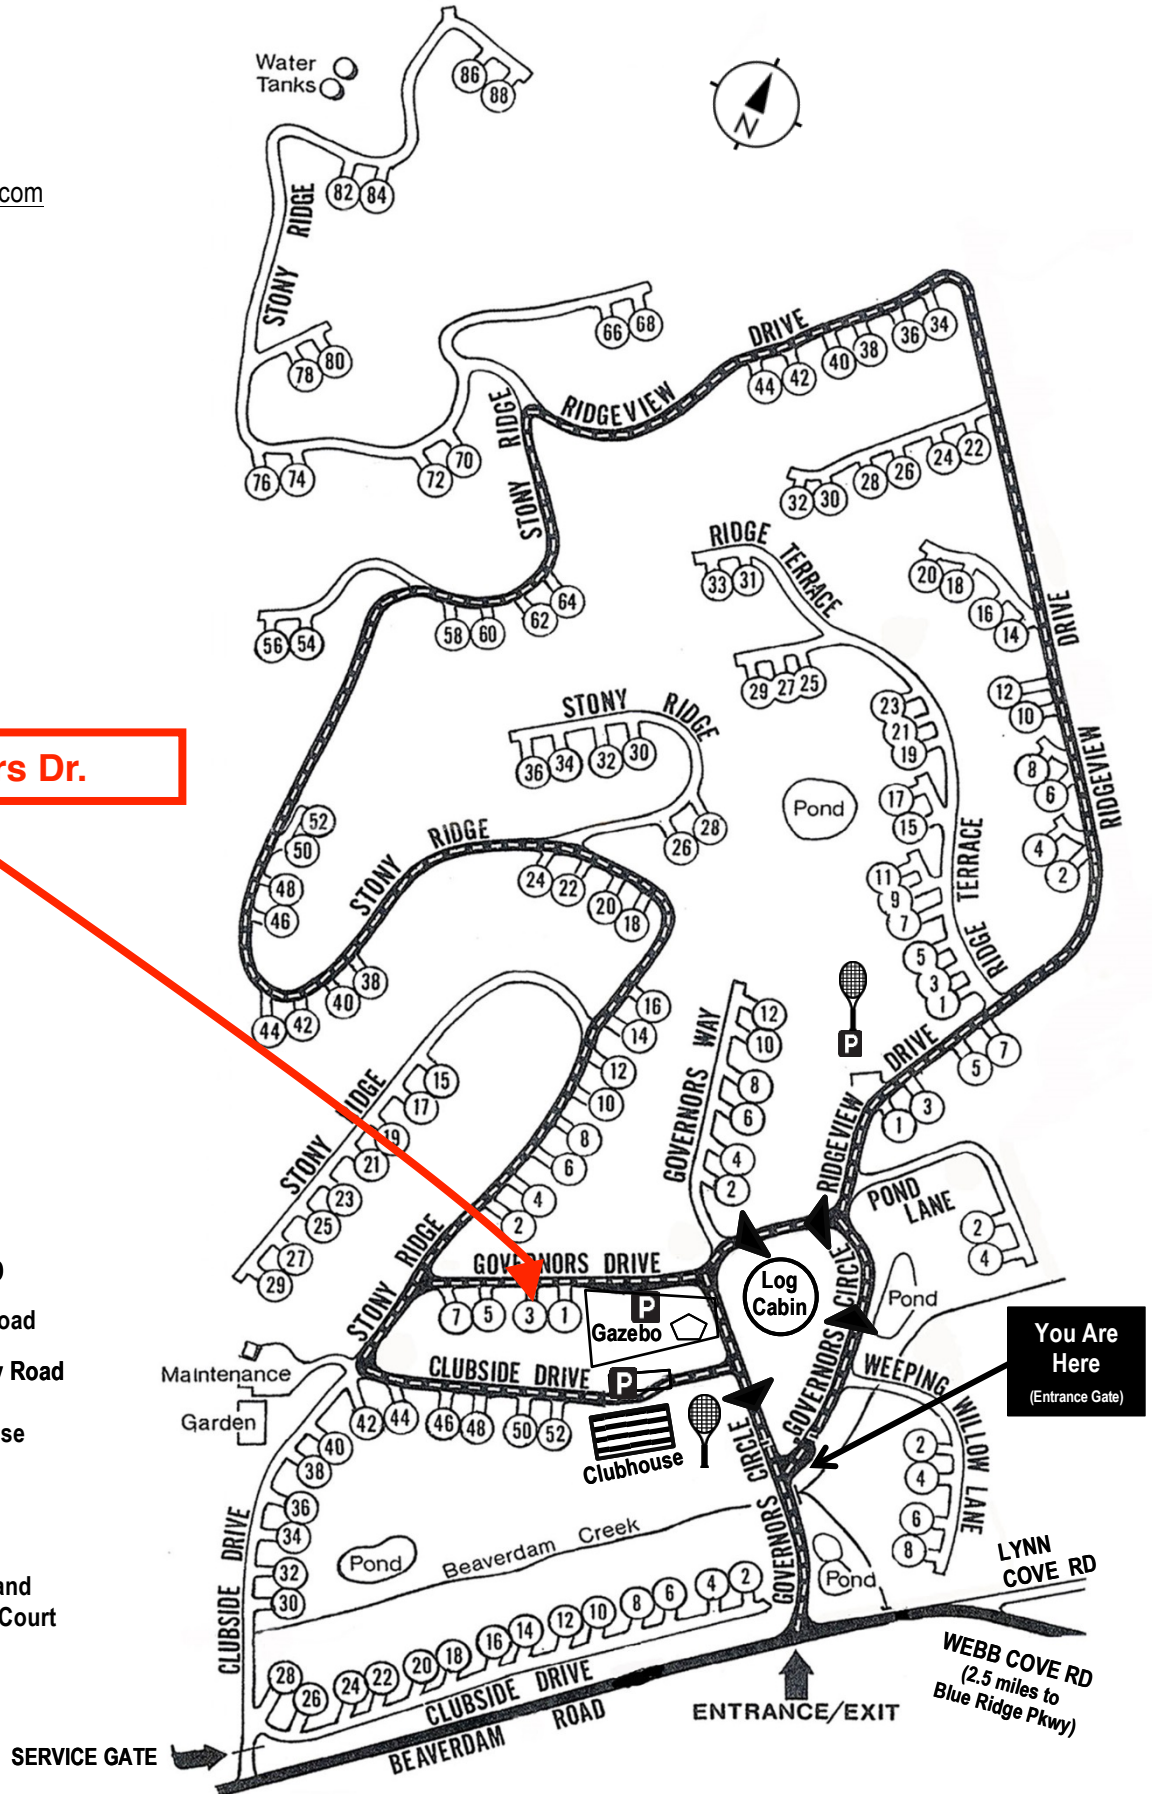 Water
Tanks
86
88
N
com
82
84
STONY RIDGE
66
68
DRIVE
34
36
38
40
42
44
80
78
RIDGEVIEW
RIDGE
STONY
70
72
74
76
22
24
26
28
30
32
RIDGE TERRACE
33
31
20
18
16
14
DRIVE
64
62
60
58
56
54
29
27
25
12
10
STONY RIDGE
36
34
32
30
23
21
19
8
6
RIDGEVIEW
rs Dr.
Pond
17
15
52
50
RIDGE
STONY
28
26
4
2
48
46
24
22
20
18
11
9
7
TERRACE
RIDGE
5
3
1
38
40
42
44
16
14
GOVERNORS WAY
12
10
8
6
4
2
P
DRIVE
7
5
3
1
RIDGEVIEW
12
10
8
6
4
2
15
17
19
21
23
25
27
29
STONY RIDGE
POND
LANE
2
4
STONY RIDGE
GOVERNORS DRIVE
7
5
3
1
P
Gazebo
Log
Cabin
GOVERNORS CIRCLE
Pond
oad
y Road
se
and
Court
You Are
Here
(Entrance Gate)
Maintenance
Garden
CLUBSIDE DRIVE
P
42
44
46
48
50
52
Clubhouse
GOVERNORS CIRCLE
WEEPING WILLOW LANE
2
4
6
8
40
38
36
34
32
30
CLUBSIDE DRIVE
Pond
Beaverdam Creek
Pond
LYNN
COVE RD
28
26
24
22
20
18
16
14
12
10
8
6
4
2
CLUBSIDE DRIVE
BEAVERDAM ROAD
WEBB COVE RD
(2.5 miles to
Blue Ridge Pkwy)
ENTRANCE/EXIT
SERVICE GATE